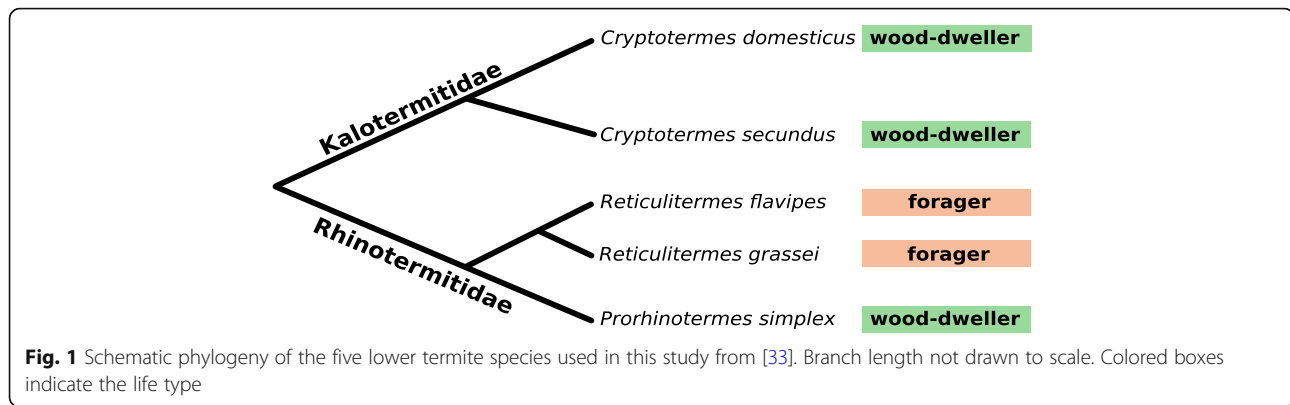 Cryptotermes domesticus wood-dweller
Kalotermitidae
Cryptotermes secundus wood-dweller
Reticulitermes flavipes forager
Rhinotermitidae
Reticulitermes grassei forager
Prorhinotermes simplex wood-dweller
Fig. 1 Schematic phylogeny of the five lower termite species used in this study from [33]. Branch length not drawn to scale. Colored boxes
indicate the life type